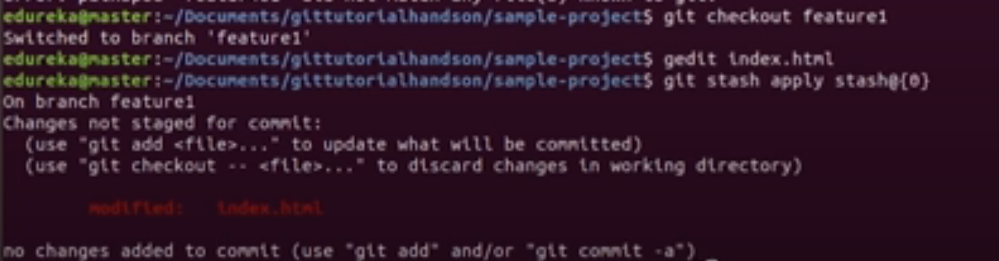 edureka@master:~/Documents/gittutorialhandson/sample-project$ git checkout feature1
Switched to branch 'feature1'
edureka@master:~/Documents/gittutorialhandson/sample-project$ gedit index.html
edureka@master:~/Documents/gittutorialhandson/sample-project$ git stash apply stash@{0}
On branch feature1
Changes not staged for commit:
  (use "git add <file>..." to update what will be committed)
  (use "git checkout -- <file>..." to discard changes in working directory)
        modified:   index.html
no changes added to commit (use "git add" and/or "git commit -a")